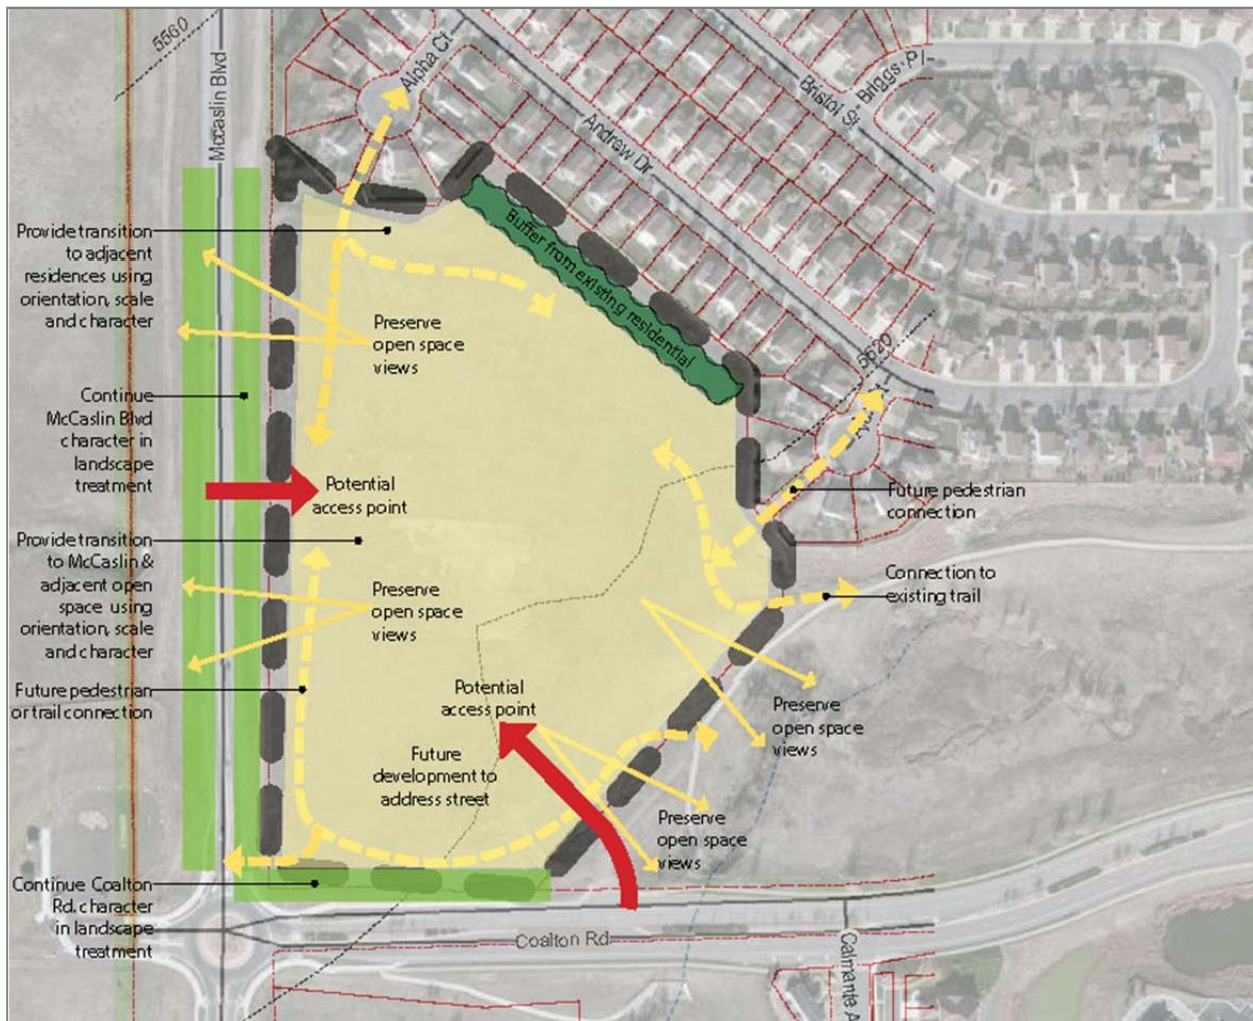 5560
Mccaslin Blvd
Alpha Ct
Andrew Dr
Bristol St
Briggs Pl
Provide transition
to adjacent
residences using
orientation, scale
and character
Buffer from existing residential
Preserve
open space
views
5620
Continue
McCaslin Blvd
character in
landscape
treatment
Potential
access point
Future pedestrian
connection
Provide transition
to McCaslin &
adjacent open
space using
orientation, scale
and character
Preserve
open space
views
Connection to
existing trail
Future pedestrian
or trail connection
Potential
access point
Preserve
open space
views
Future
development to
address street
Preserve
open space
views
Continue Coalton
Rd. character
in landscape
treatment
Coalton Rd
Calmante A